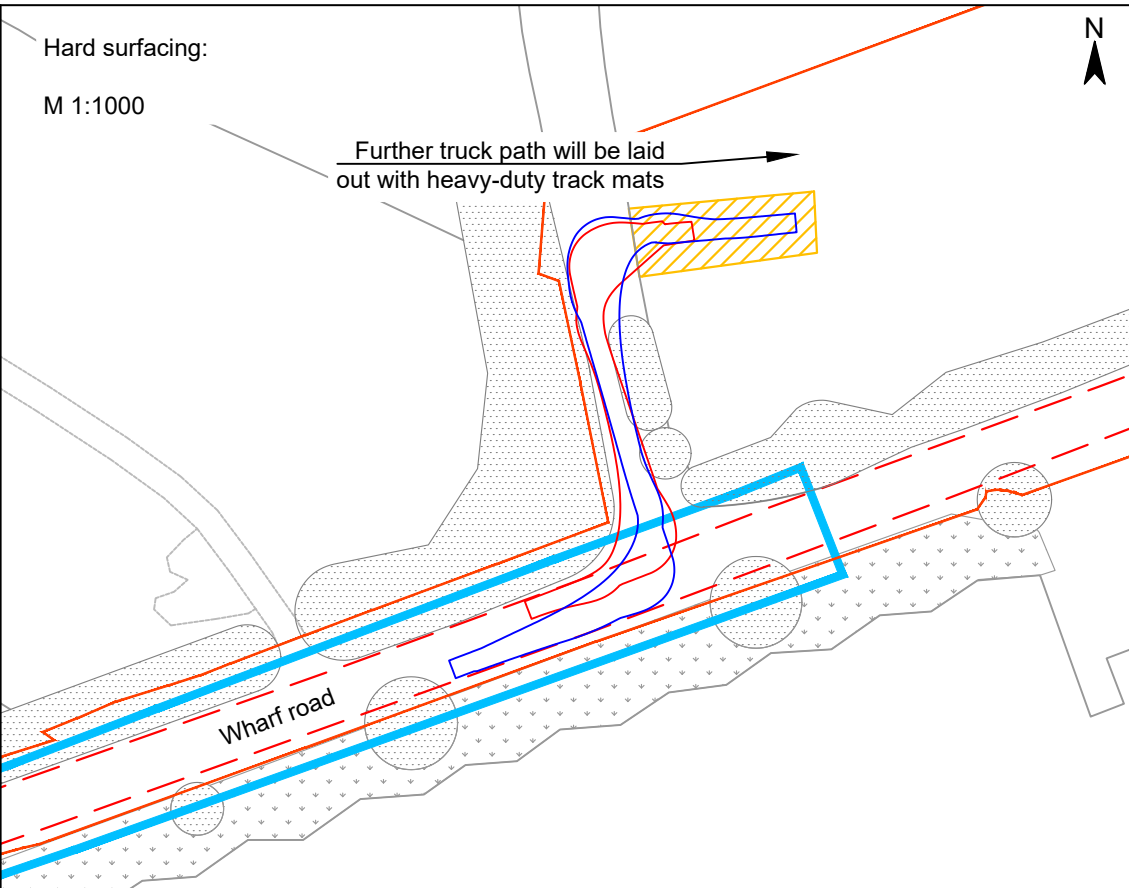 Hard surfacing:
N
M 1:1000
Further truck path will be laid
out with heavy-duty track mats
Wharf road